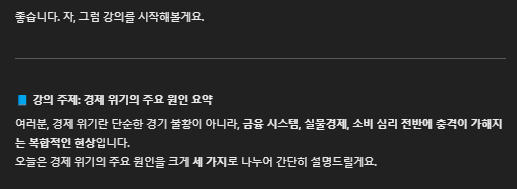 좋습니다. 자, 그럼 강의를 시작해볼게요.
📘 강의 주제: 경제 위기의 주요 원인 요약
여러분, 경제 위기란 단순한 경기 불황이 아니라, 금융 시스템, 실물경제, 소비 심리 전반에 충격이 가해지
는 복합적인 현상입니다.
오늘은 경제 위기의 주요 원인을 크게 세 가지로 나누어 간단히 설명드릴게요.